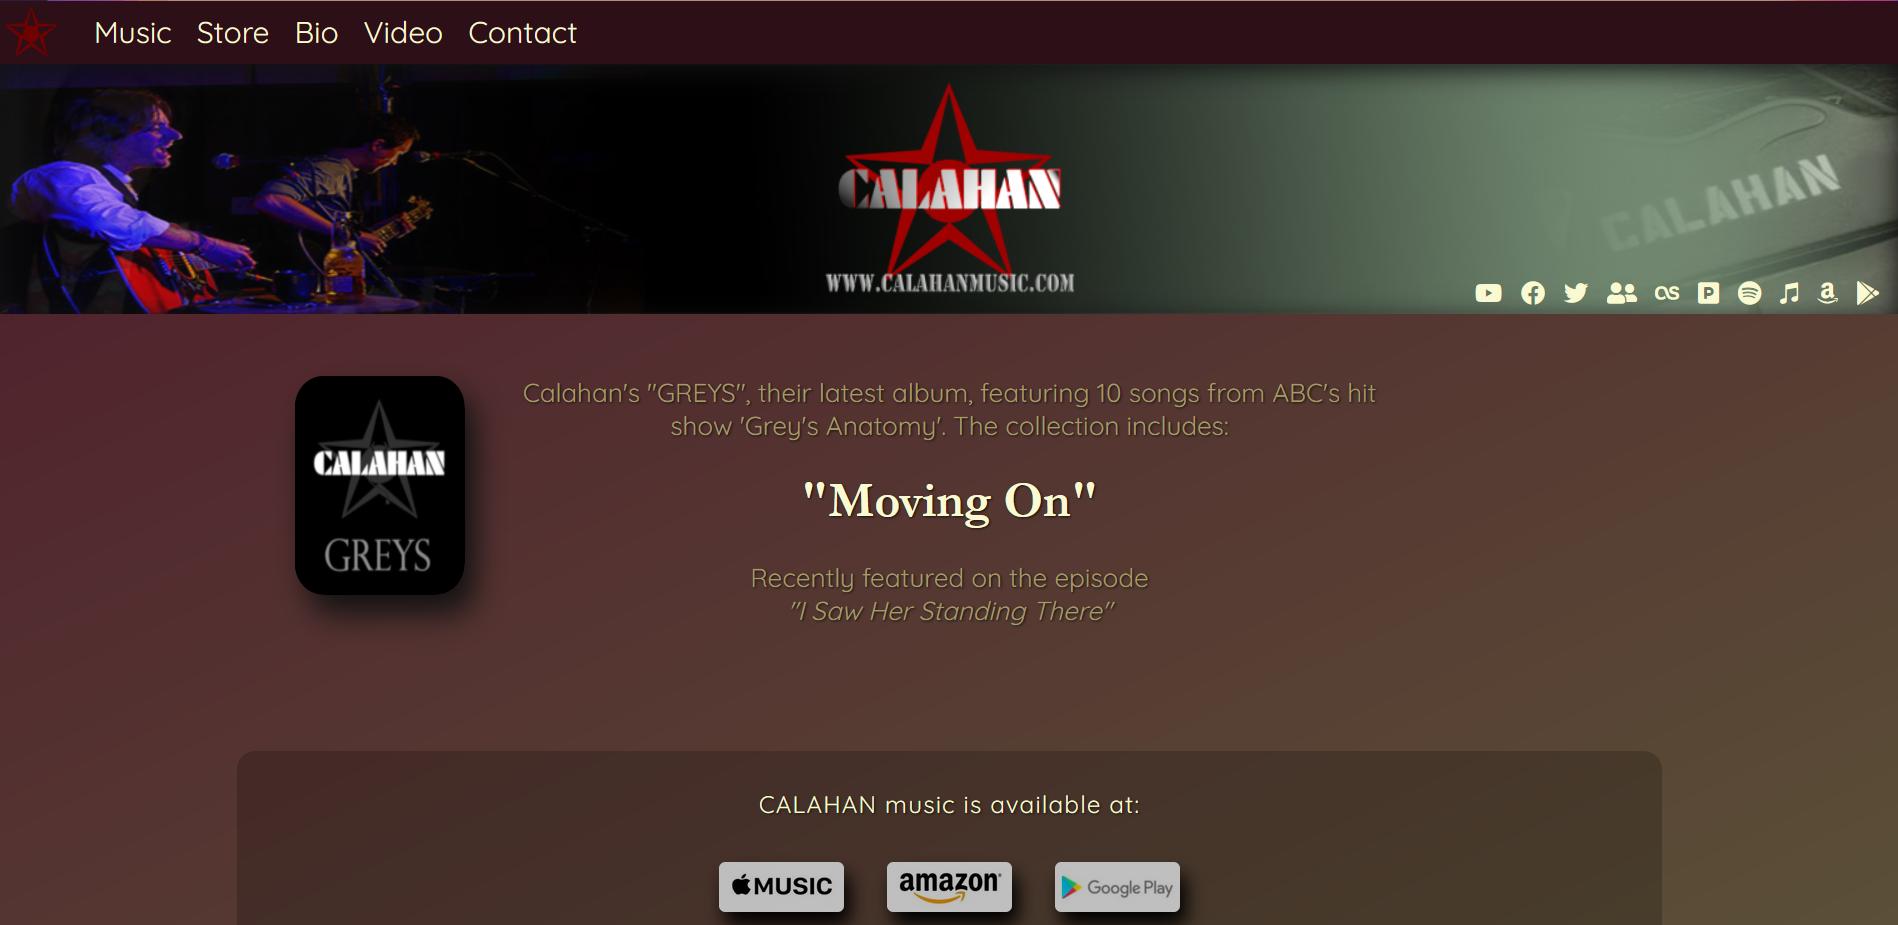 Music Store Bio Video Contact
CALAHAN
WWW.CALAHANMUSIC.COM
CALAHAN
Calahan's "GREYS", their latest album, featuring 10 songs from ABC's hit
show 'Grey's Anatomy'. The collection includes:
CALAHAN
GREYS
"Moving On"
Recently featured on the episode
"I Saw Her Standing There"
CALAHAN music is available at:
MUSIC
amazon
Google Play